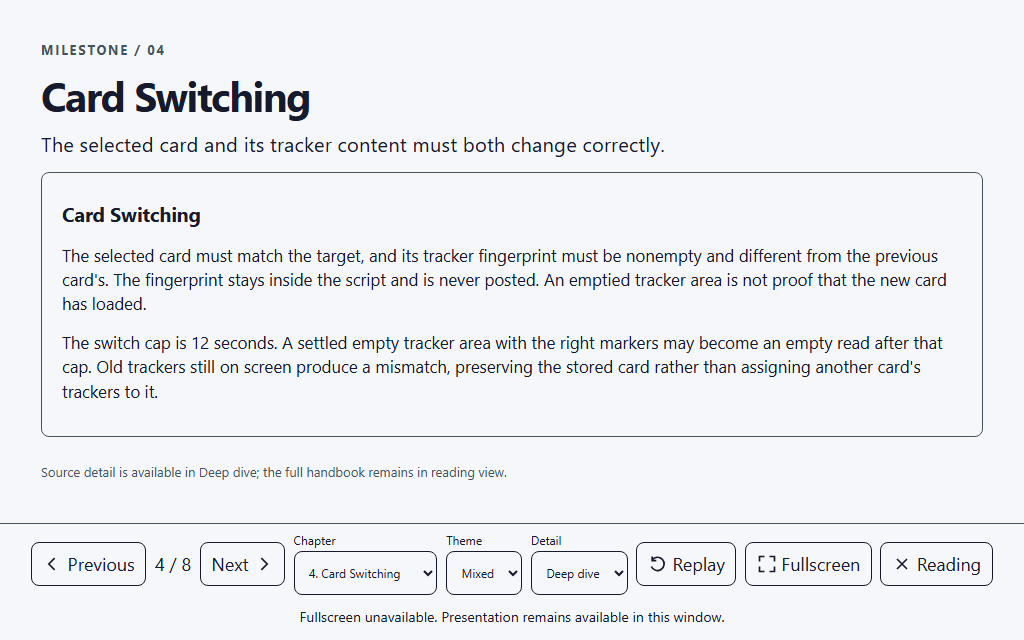 MILESTONE / 04
Card Switching
The selected card and its tracker content must both change correctly.
Card Switching
The selected card must match the target, and its tracker fingerprint must be nonempty and different from the previous
card's. The fingerprint stays inside the script and is never posted. An emptied tracker area is not proof that the new card
has loaded.
The switch cap is 12 seconds. A settled empty tracker area with the right markers may become an empty read after that
cap. Old trackers still on screen produce a mismatch, preserving the stored card rather than assigning another card's
trackers to it.
Source detail is available in Deep dive; the full handbook remains in reading view.
Chapter Theme Detail
Previous 4 / 8 Next 4. Card Switching Mixed Deep dive Replay Fullscreen Reading
Fullscreen unavailable. Presentation remains available in this window.